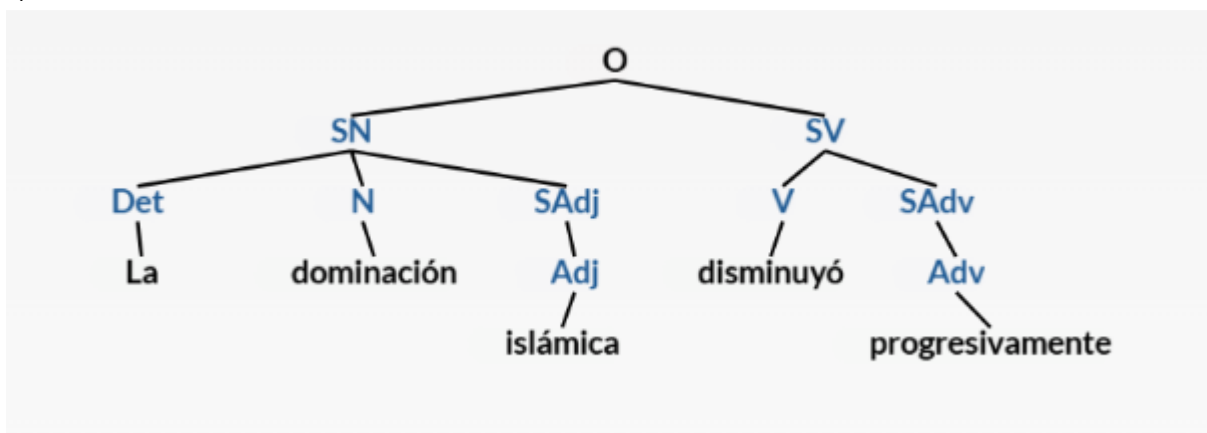 O
SN SV
Det N SAdj V SAdv
La dominación Adj disminuyó Adv
islámica progresivamente